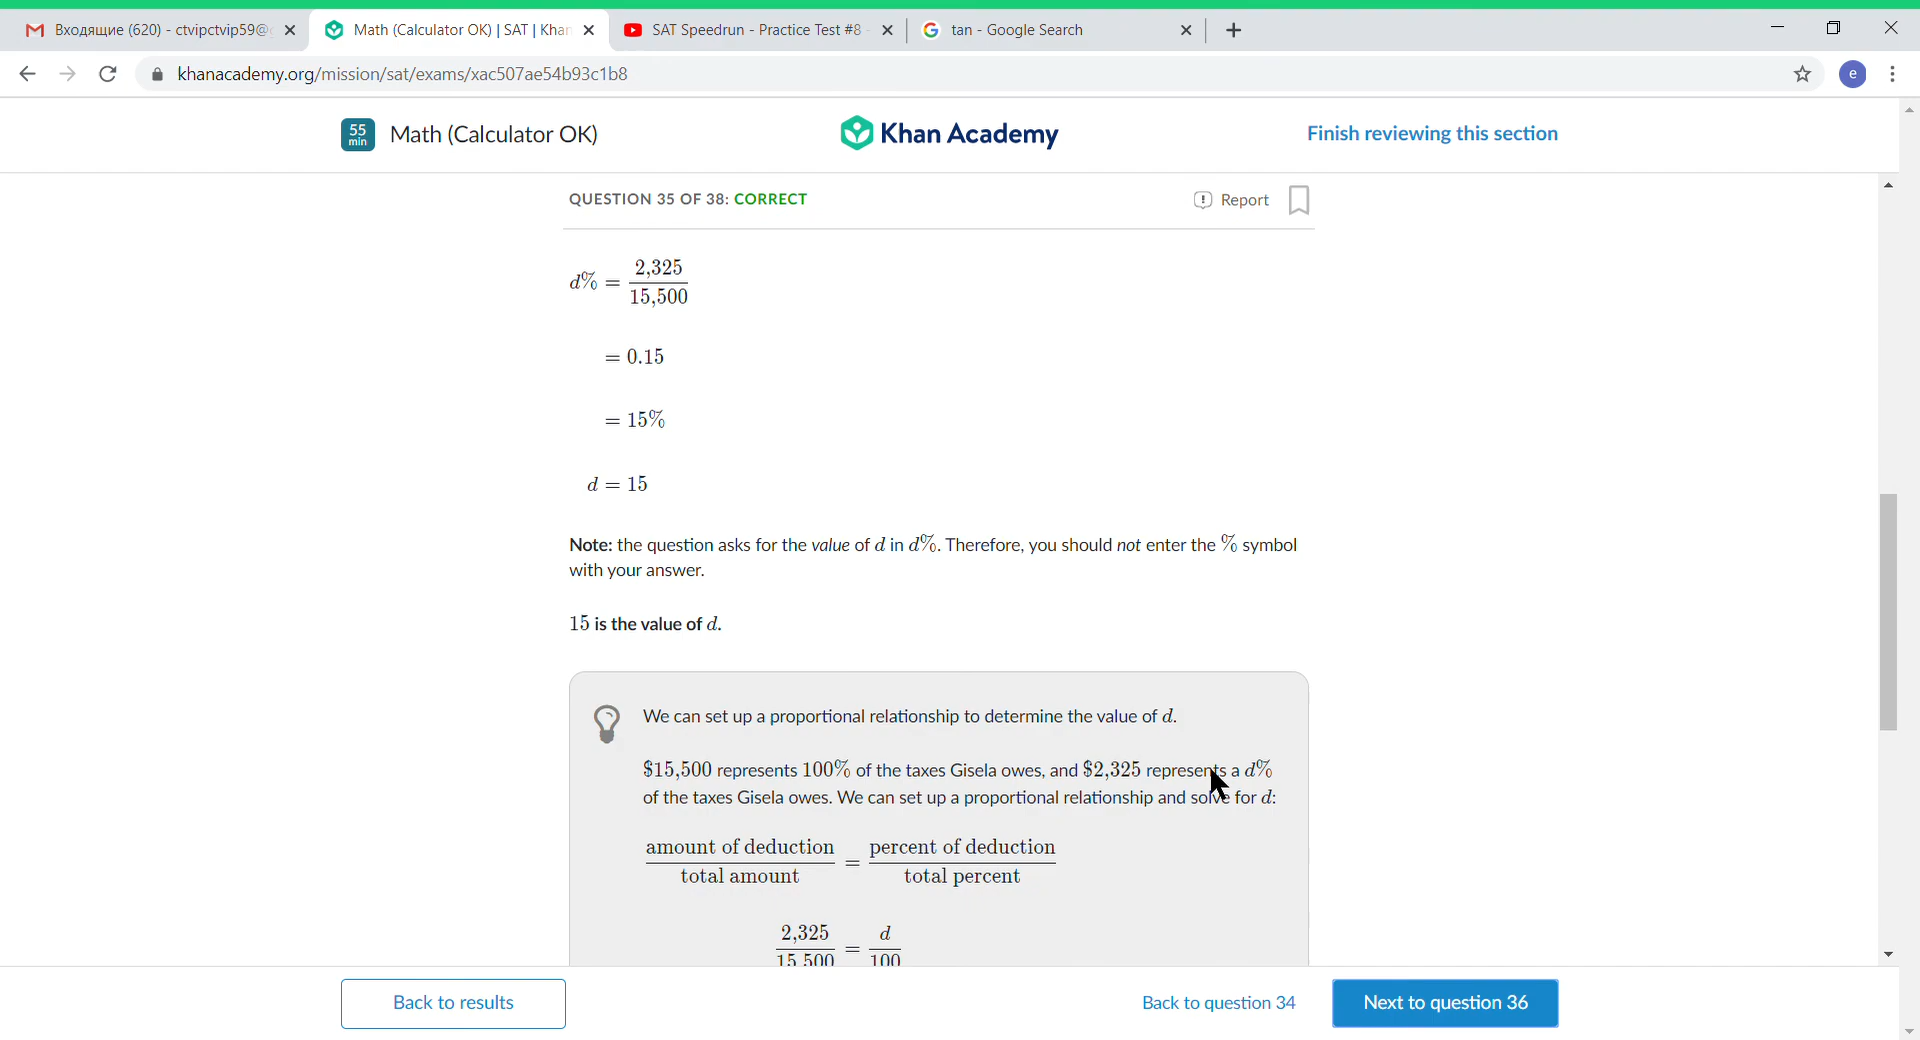 Входящие (620) - ctvipctvip59@
Math (Calculator OK) | SAT | Khan
SAT Speedrun - Practice Test #8
tan - Google Search
khanacademy.org/mission/sat/exams/xac507ae54b93c1b8
e
55
min
Math (Calculator OK)
Khan Academy
Finish reviewing this section
QUESTION 35 OF 38: CORRECT
Report
d% = 2,325 / 15,500
= 0.15
= 15%
d = 15
Note: the question asks for the value of d in d%. Therefore, you should not enter the % symbol
with your answer.
15 is the value of d.
We can set up a proportional relationship to determine the value of d.
$15,500 represents 100% of the taxes Gisela owes, and $2,325 represents a d%
of the taxes Gisela owes. We can set up a proportional relationship and solve for d:
amount of deduction / total amount = percent of deduction / total percent
2,325 / 15,500 = d / 100
Back to results
Back to question 34
Next to question 36